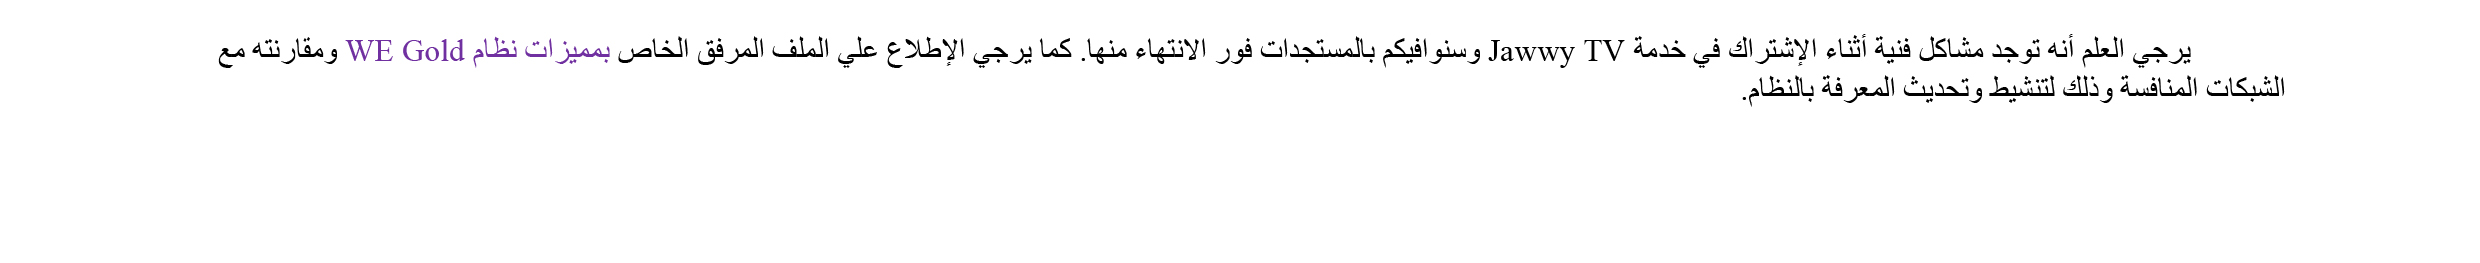 يرجي العلم أنه توجد مشاكل فنية أثناء الإشتراك في خدمة Jawwy TV وسنوافيكم بالمستجدات فور الانتهاء منها. كما يرجي الإطلاع علي الملف المرفق الخاص بمميزات نظام WE Gold ومقارنته مع
الشبكات المنافسة وذلك لتنشيط وتحديث المعرفة بالنظام.